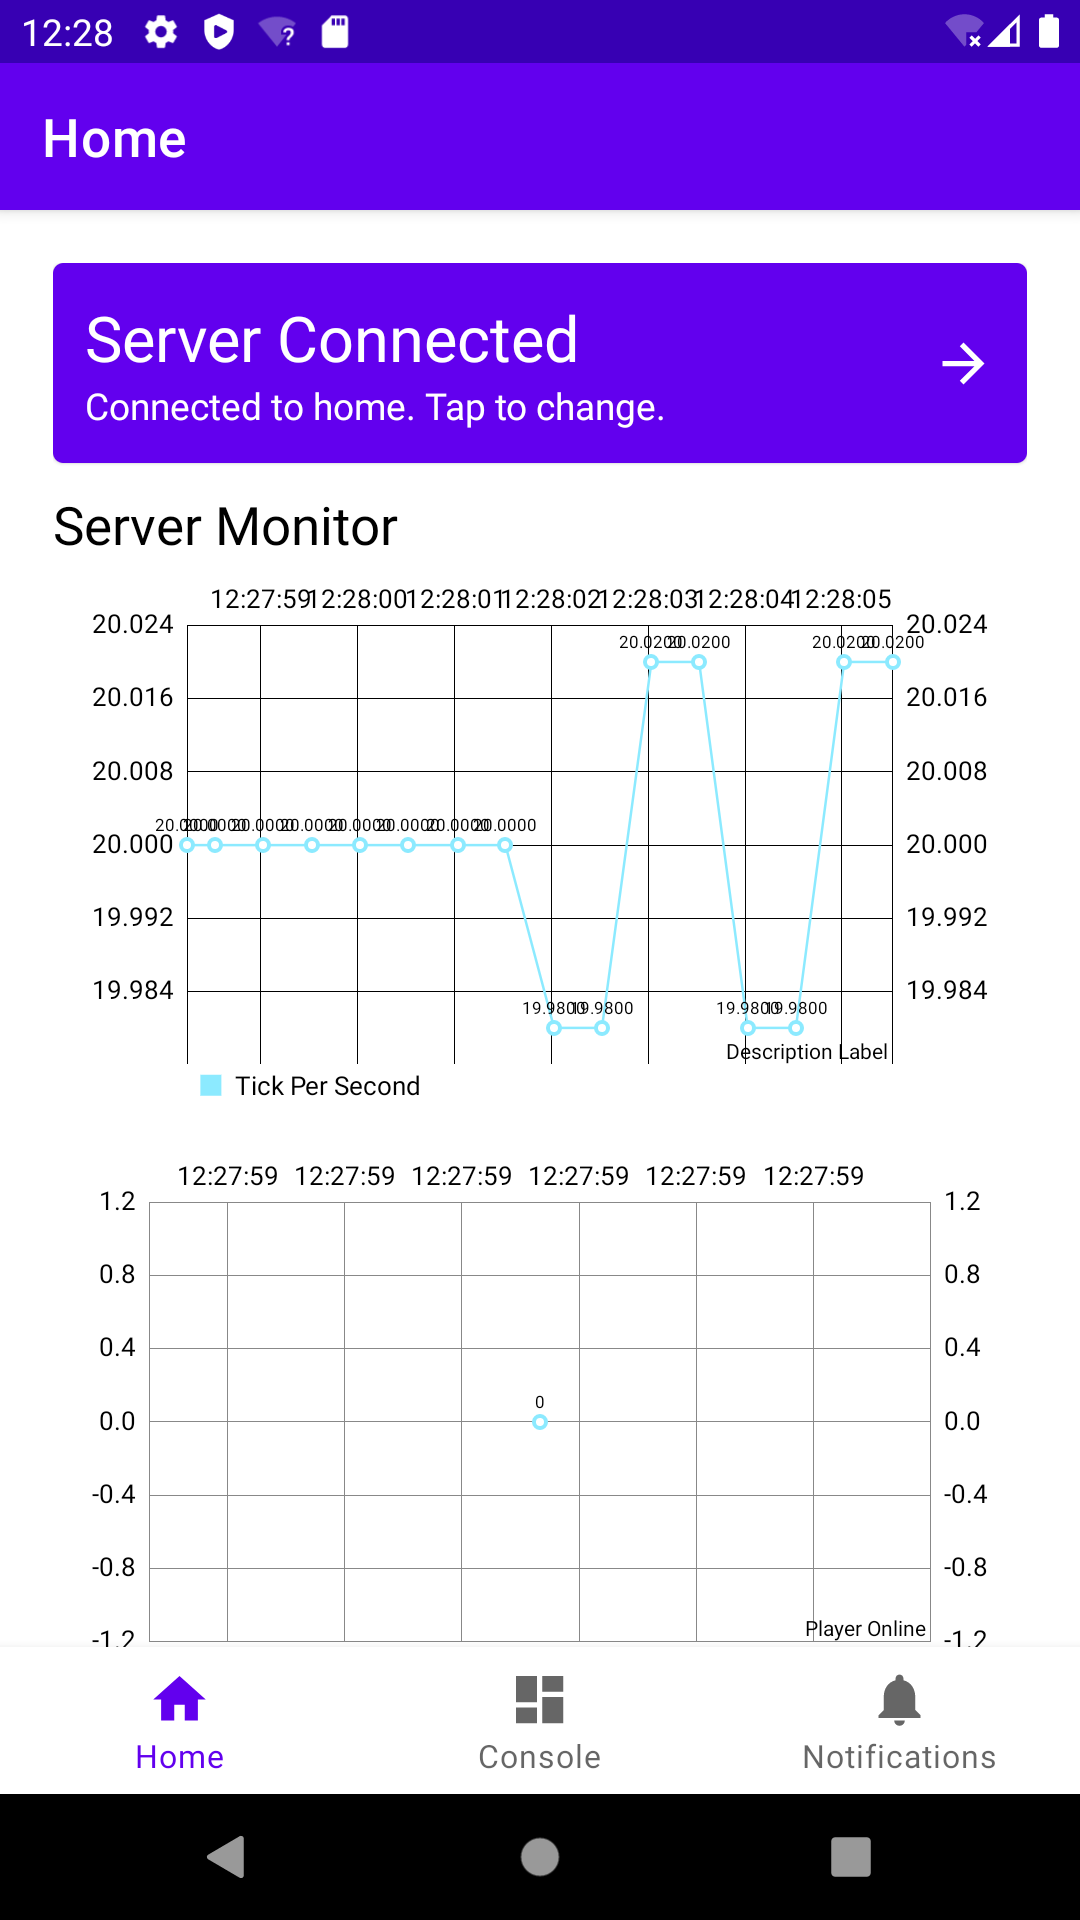 12:28
Home
Server Connected
Connected to home. Tap to change.
Server Monitor
12:27:59 12:28:00 12:28:01 12:28:02 12:28:03 12:28:04 12:28:05
20.024 20.024
20.0200 20.0200 20.0200 20.0200
20.016 20.016
20.008 20.008
20.0000 20.0000 20.0000 20.0000 20.0000 20.0000 20.0000 20.0000
20.000 20.000
19.992 19.992
19.984 19.984
19.9800 19.9800 19.9800 19.9800
Description Label
Tick Per Second
12:27:59 12:27:59 12:27:59 12:27:59 12:27:59 12:27:59
1.2 1.2
0.8 0.8
0.4 0.4
0
0.0 0.0
-0.4 -0.4
-0.8 -0.8
Player Online
-1.2 -1.2
Home Console Notifications